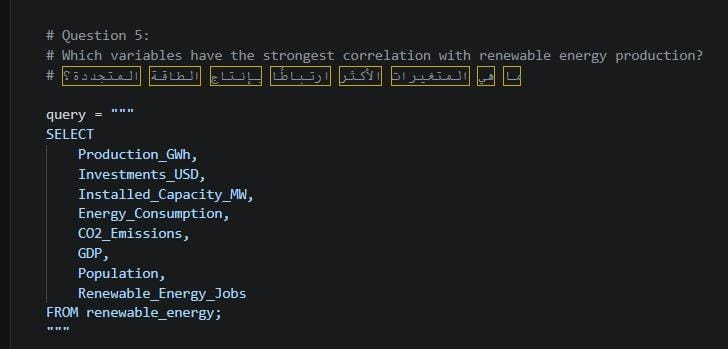 # Question 5:
# Which variables have the strongest correlation with renewable energy production?
# ما هي المتغيرات الأكثر ارتباطًا بإنتاج الطاقة المتجددة؟
query = """
SELECT
    Production_GWh,
    Investments_USD,
    Installed_Capacity_MW,
    Energy_Consumption,
    CO2_Emissions,
    GDP,
    Population,
    Renewable_Energy_Jobs
FROM renewable_energy;
"""